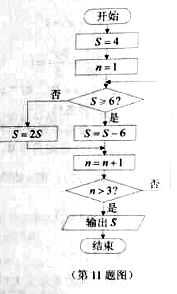 开始
S=4
n=1
S≥6?
否
是
S=2S
S=S-6
n=n+1
n>3?
否
是
输出S
结束
(第11题图)